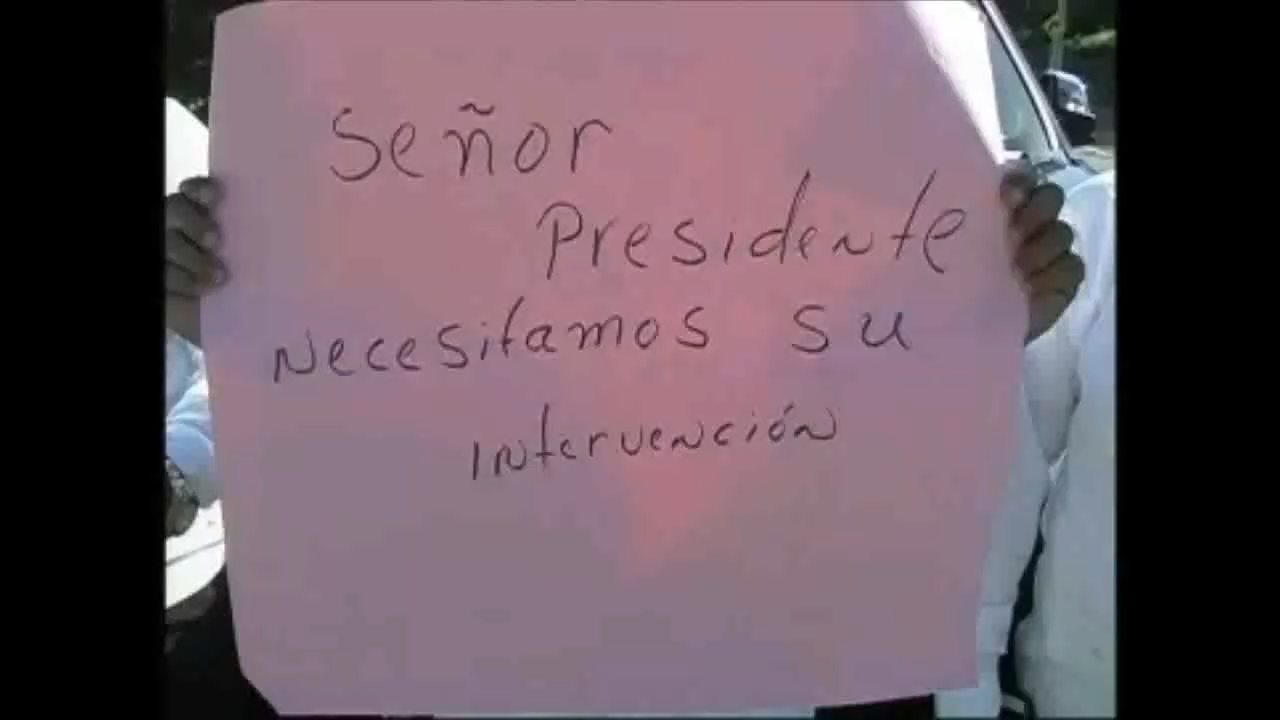 Señor
Presidente
Necesitamos su
intervención